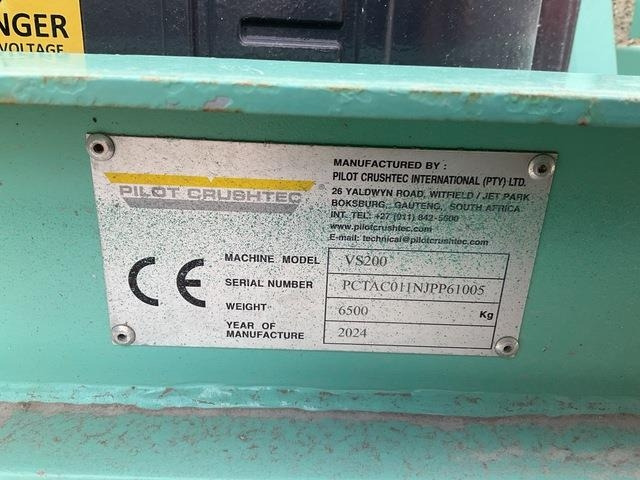 NGER
VOLTAGE
PILOT CRUSHTEC
MANUFACTURED BY :
PILOT CRUSHTEC INTERNATIONAL (PTY) LTD.
26 YALDWYN ROAD, WITFIELD / JET PARK
BOKSBURG, GAUTENG, SOUTH AFRICA
INT. TEL: +27 (011) 842-5600
www.pilotcrushtec.com
E-mail: technical@pilotcrushtec.com
CE
MACHINE MODEL VS200
SERIAL NUMBER PCTAC011NJPP61005
WEIGHT 6500 Kg
YEAR OF
MANUFACTURE 2024